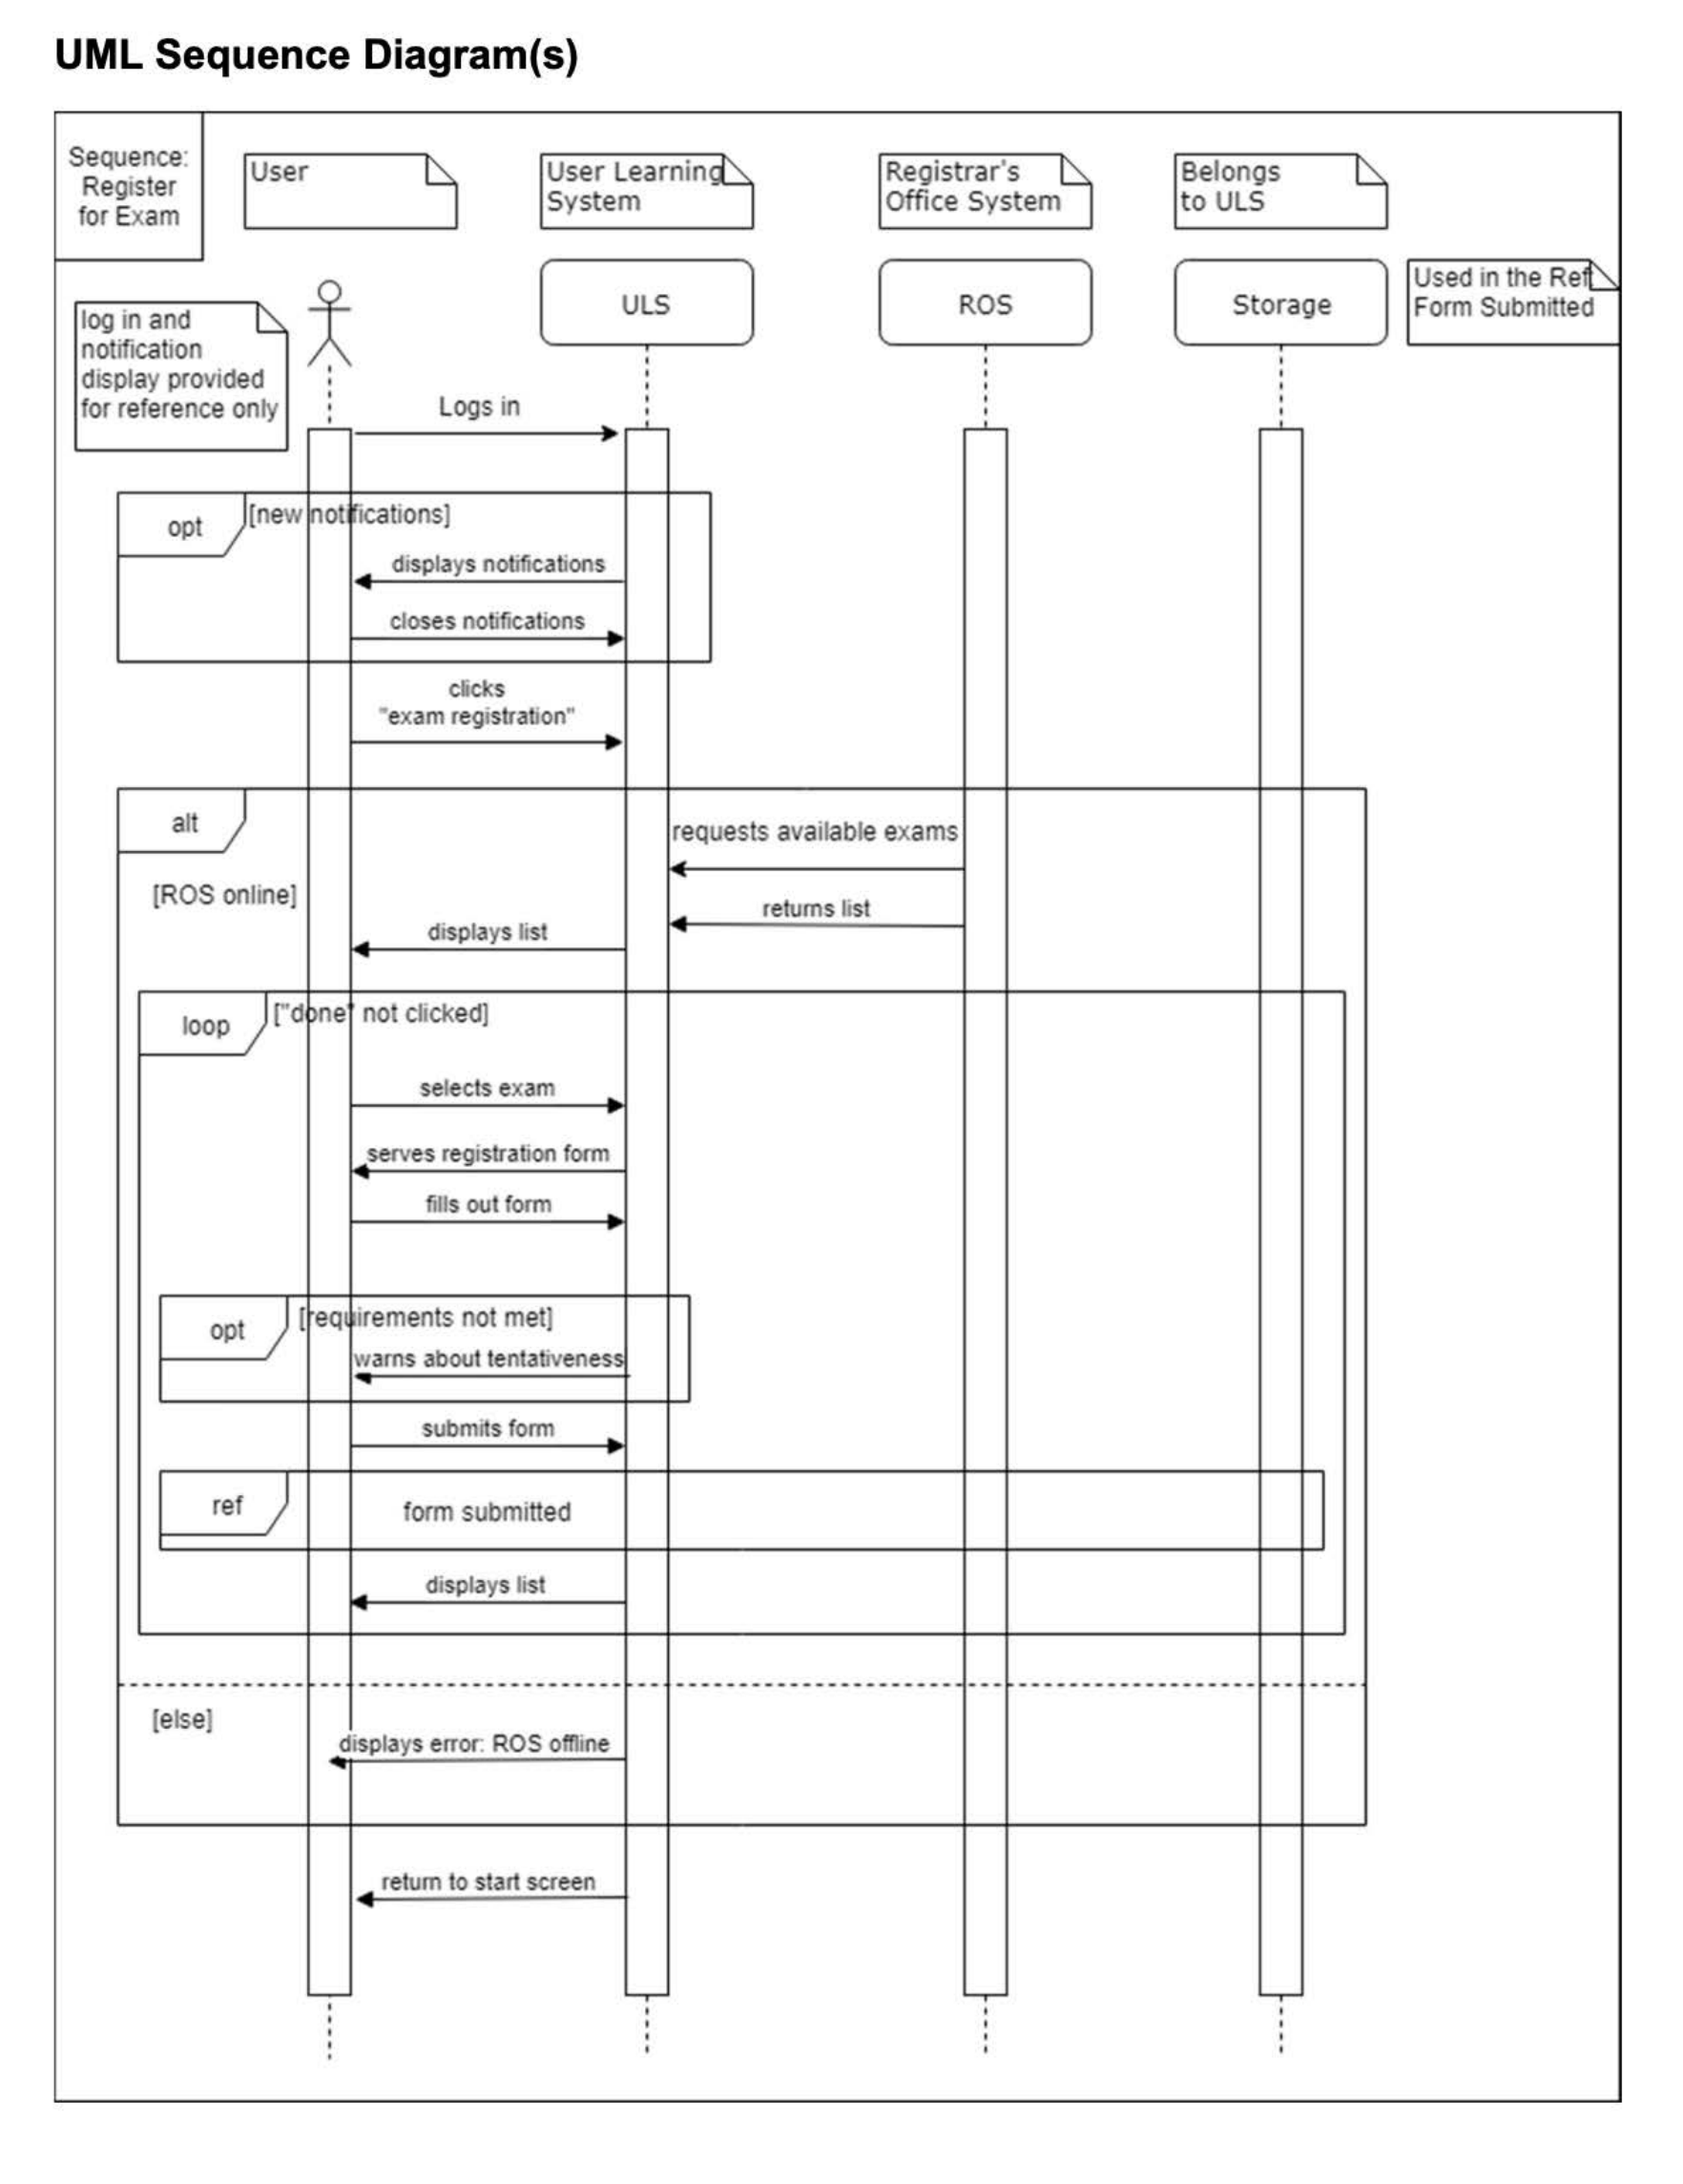 UML Sequence Diagram(s)
Sequence:
Register
for Exam
User
User Learning
System
Registrar's
Office System
Belongs
to ULS
ULS
ROS
Storage
Used in the Ref
Form Submitted
log in and
notification
display provided
for reference only
Logs in
opt
[new notifications]
displays notifications
closes notifications
clicks
"exam registration"
alt
requests available exams
[ROS online]
returns list
displays list
loop
["done" not clicked]
selects exam
serves registration form
fills out form
opt
[requirements not met]
warns about tentativeness
submits form
ref
form submitted
displays list
[else]
displays error: ROS offline
return to start screen